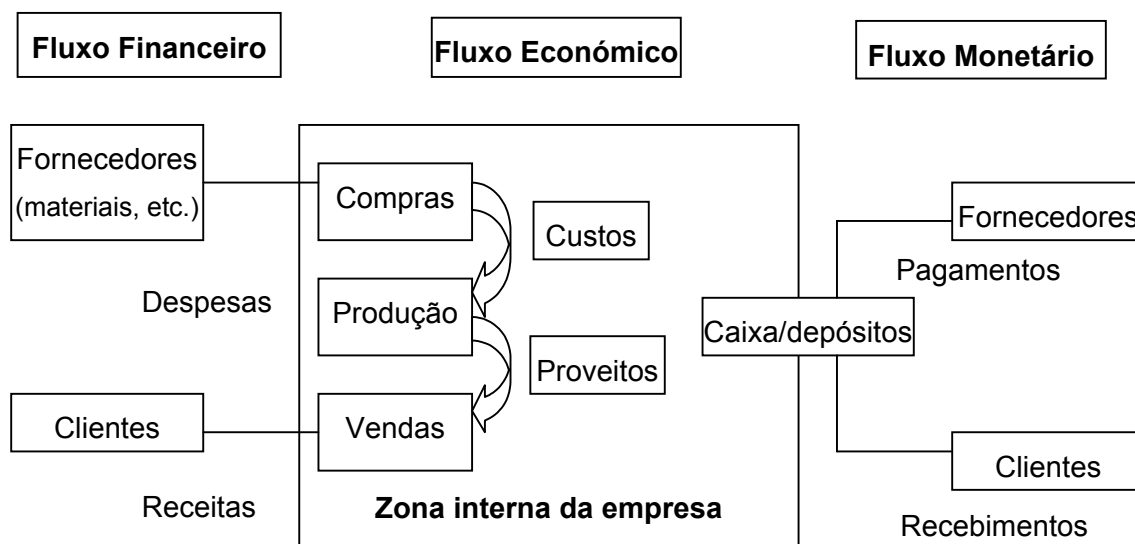 Fluxo Financeiro
Fluxo Económico
Fluxo Monetário
Fornecedores
(materiais, etc.)
Compras
Custos
Fornecedores
Pagamentos
Despesas
Produção
Caixa/depósitos
Proveitos
Clientes
Vendas
Clientes
Receitas
Zona interna da empresa
Recebimentos